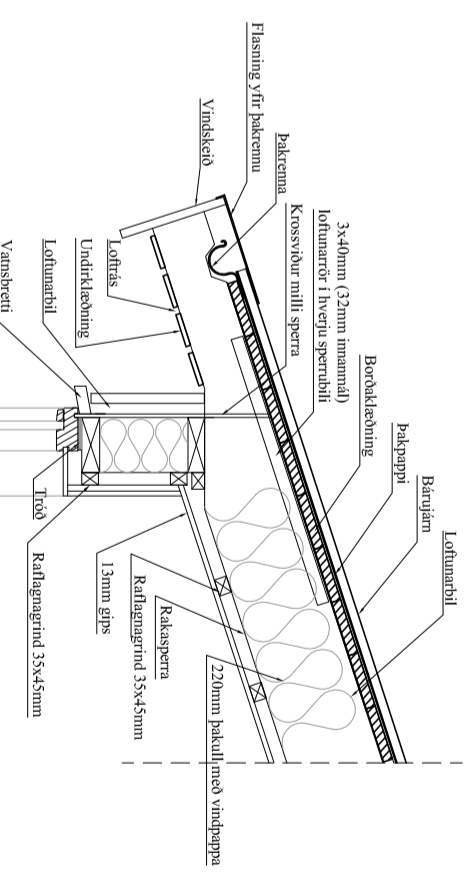 Loftunarbil
Bárujárn
Þakpappi
Borðaklæðning
3x40mm (32mm innanmál)
loftunarrör í hverju sperrubili
Krossviður milli sperra
Þakrenna
Flasning yfir þakrennu
Vindskeið
Loftrás
Undirklæðning
Loftunarbil
Vatnsbretti
Tróð
Raflagnagrind 35x45mm
13mm gips
Raflagnagrind 35x45mm
Rakasperra
220mm þakull með vindpappa